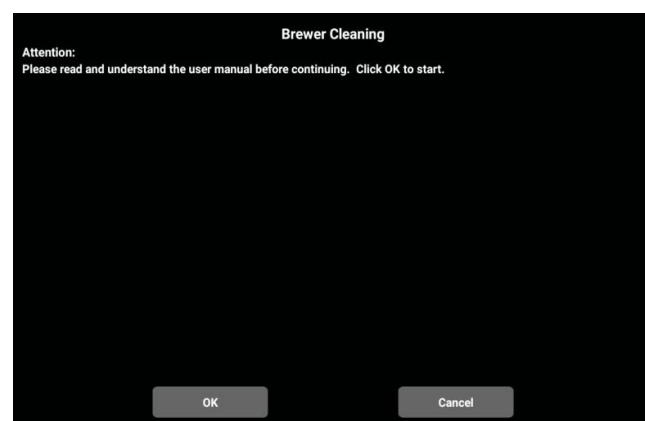 Brewer Cleaning
Attention:
Please read and understand the user manual before continuing.  Click OK to start.
OK
Cancel